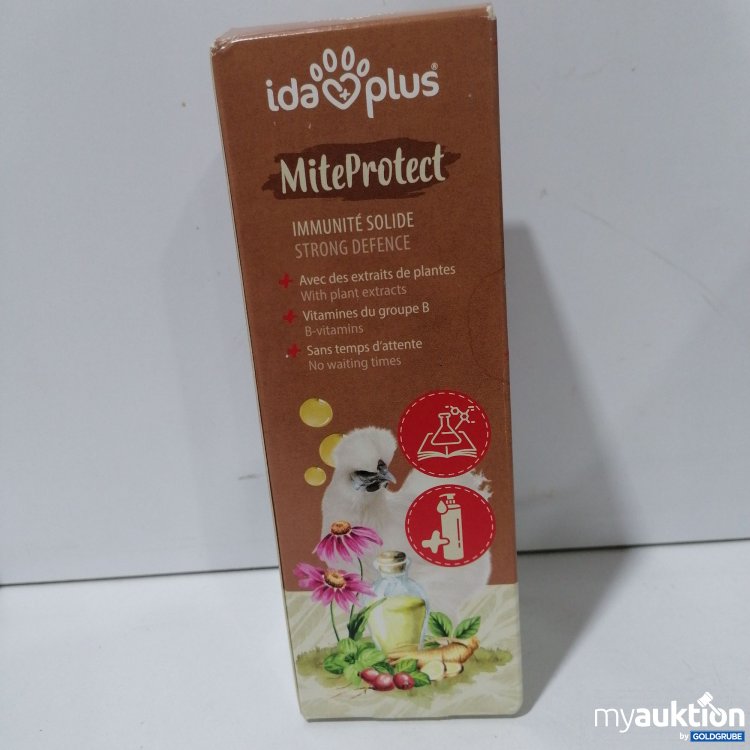 ida plus®
MiteProtect
IMMUNITÉ SOLIDE
STRONG DEFENCE
Avec des extraits de plantes
With plant extracts
Vitamines du groupe B
B-vitamins
Sans temps d'attente
No waiting times
myauktion
by GOLDGRUBE